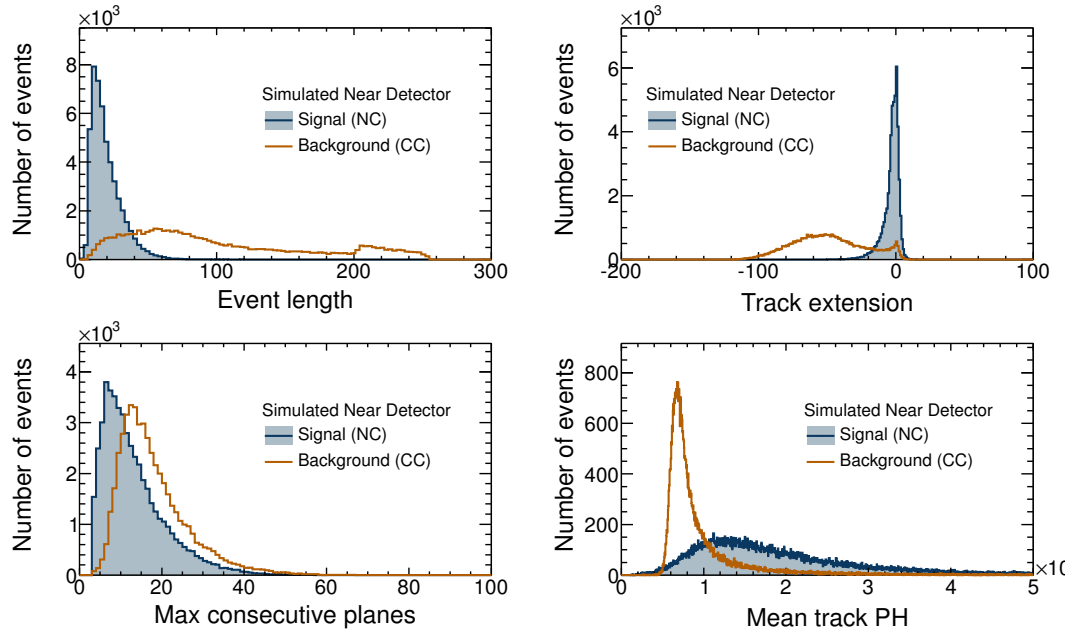 ×10³
Number of events
8
6
4
2
0
Simulated Near Detector
Signal (NC)
Background (CC)
0 100 200 300
Event length
×10³
Number of events
6
4
2
0
Simulated Near Detector
Signal (NC)
Background (CC)
-200 -100 0 100
Track extension
×10³
Number of events
4
3
2
1
0
Simulated Near Detector
Signal (NC)
Background (CC)
0 20 40 60 80 100
Max consecutive planes
Number of events
800
600
400
200
0
Simulated Near Detector
Signal (NC)
Background (CC)
0 1 2 3 4 5
×10
Mean track PH